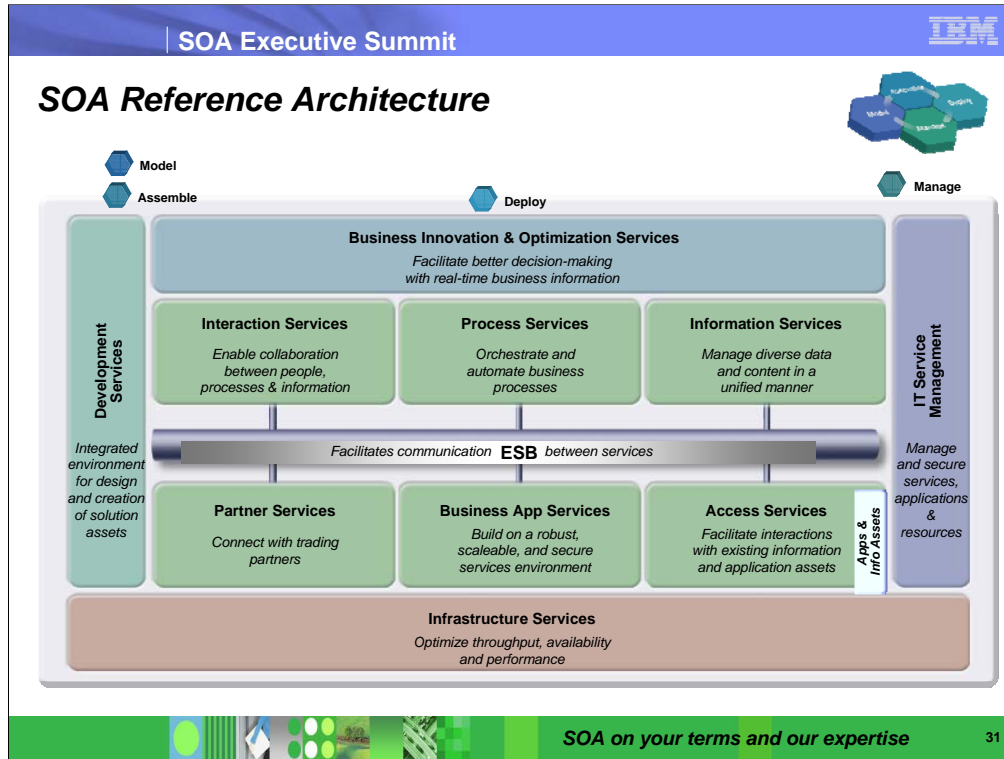 SOA Executive Summit
IBM
SOA Reference Architecture
Deploy
Model
Model
Assemble
Deploy
Manage
Development
Services
Integrated
environment
for design
and creation
of solution
assets
Business Innovation & Optimization Services
Facilitate better decision-making
with real-time business information
Interaction Services
Enable collaboration
between people,
processes & information
Process Services
Orchestrate and
automate business
processes
Information Services
Manage diverse data
and content in a
unified manner
Facilitates communication ESB between services
Partner Services
Connect with trading
partners
Business App Services
Build on a robust,
scaleable, and secure
services environment
Access Services
Facilitate interactions
with existing information
and application assets
Apps &
Info Assets
IT Service
Management
Manage
and secure
services,
applications
&
resources
Infrastructure Services
Optimize throughput, availability
and performance
SOA on your terms and our expertise
31